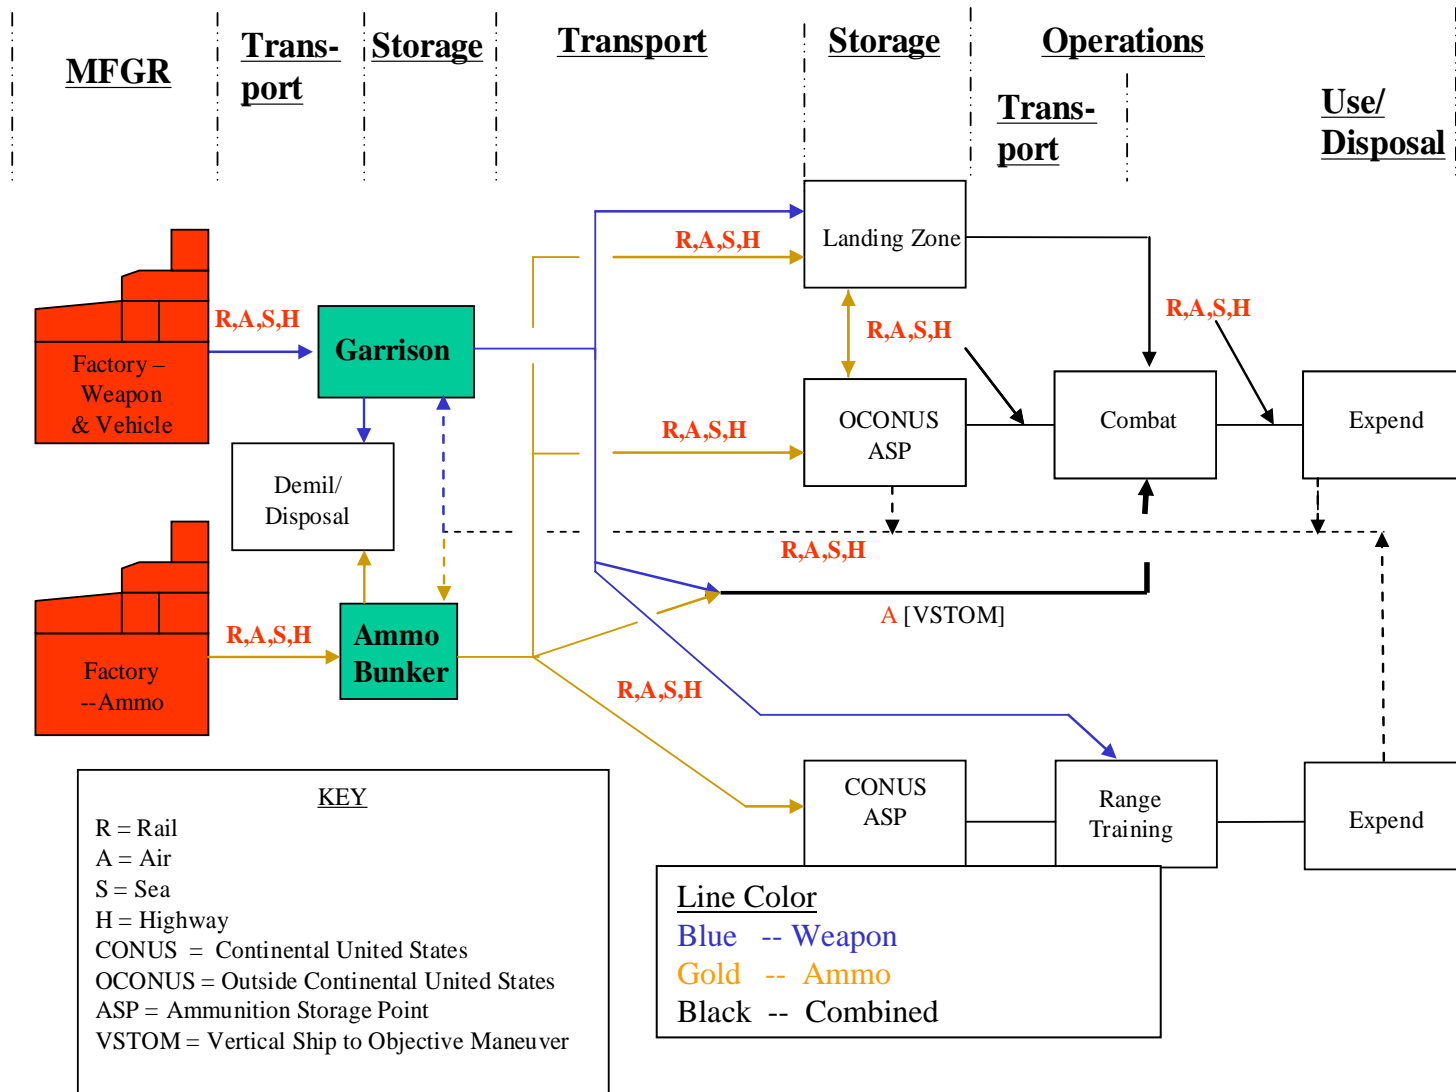 MFGR
Trans-
port
Storage
Transport
Storage
Operations
Trans-
port
Use/
Disposal
R,A,S,H
Landing Zone
R,A,S,H
Garrison
R,A,S,H
R,A,S,H
Factory –
Weapon
& Vehicle
R,A,S,H
OCONUS
ASP
Combat
Expend
Demil/
Disposal
R,A,S,H
A [VSTOM]
R,A,S,H
Ammo
Bunker
Factory
--Ammo
R,A,S,H
CONUS
ASP
Range
Training
Expend
KEY
R = Rail
A = Air
S = Sea
H = Highway
CONUS = Continental United States
OCONUS = Outside Continental United States
ASP = Ammunition Storage Point
VSTOM = Vertical Ship to Objective Maneuver
Line Color
Blue -- Weapon
Gold -- Ammo
Black -- Combined